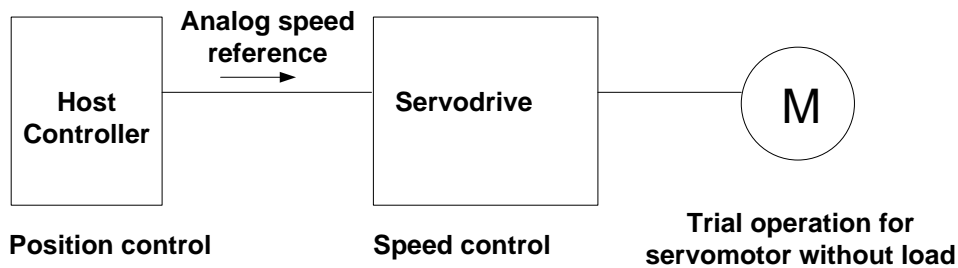 Analog speed
reference
Host
Controller
Servodrive
M
Position control
Speed control
Trial operation for
servomotor without load